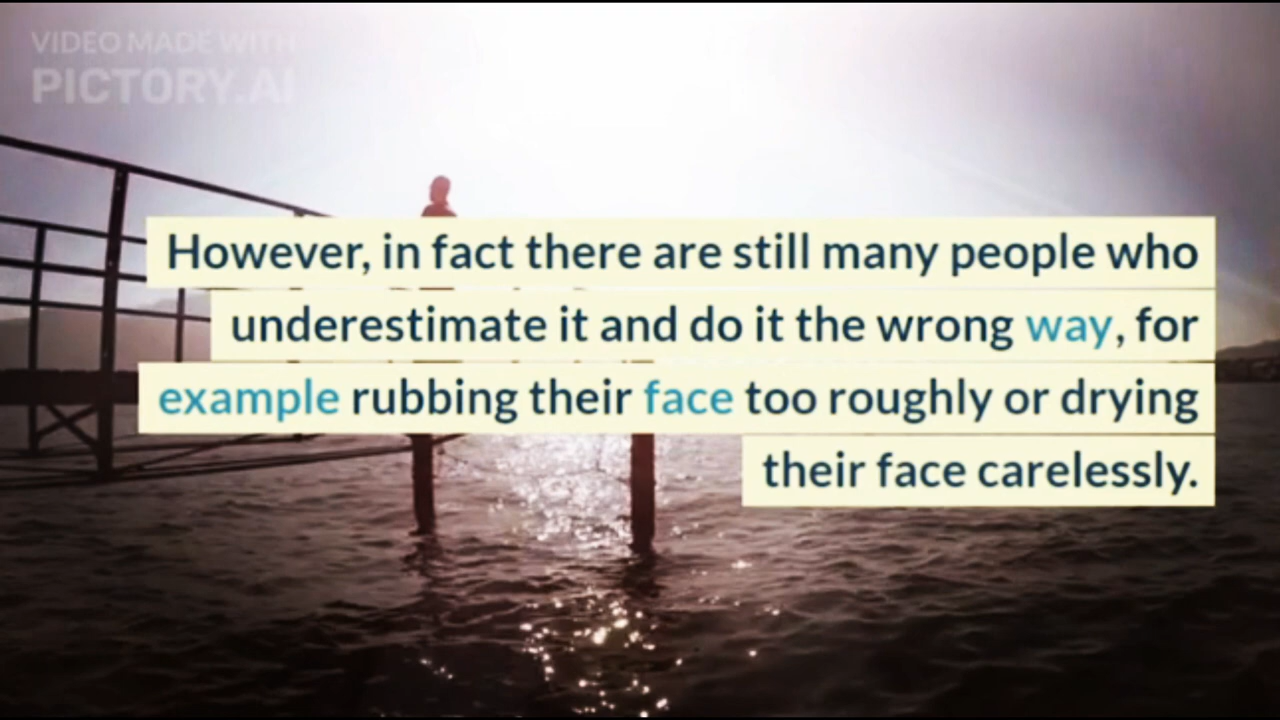 VIDEO MADE WITH
PICTORY.AI
However, in fact there are still many people who
underestimate it and do it the wrong way, for
example rubbing their face too roughly or drying
their face carelessly.